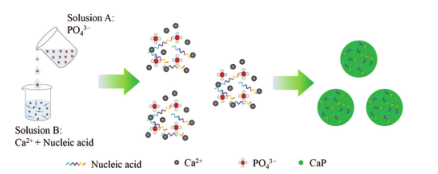 Solusion A:
PO₄³⁻
Solusion B:
Ca²⁺ + Nucleic acid
Nucleic acid
Ca²⁺
PO₄³⁻
CaP